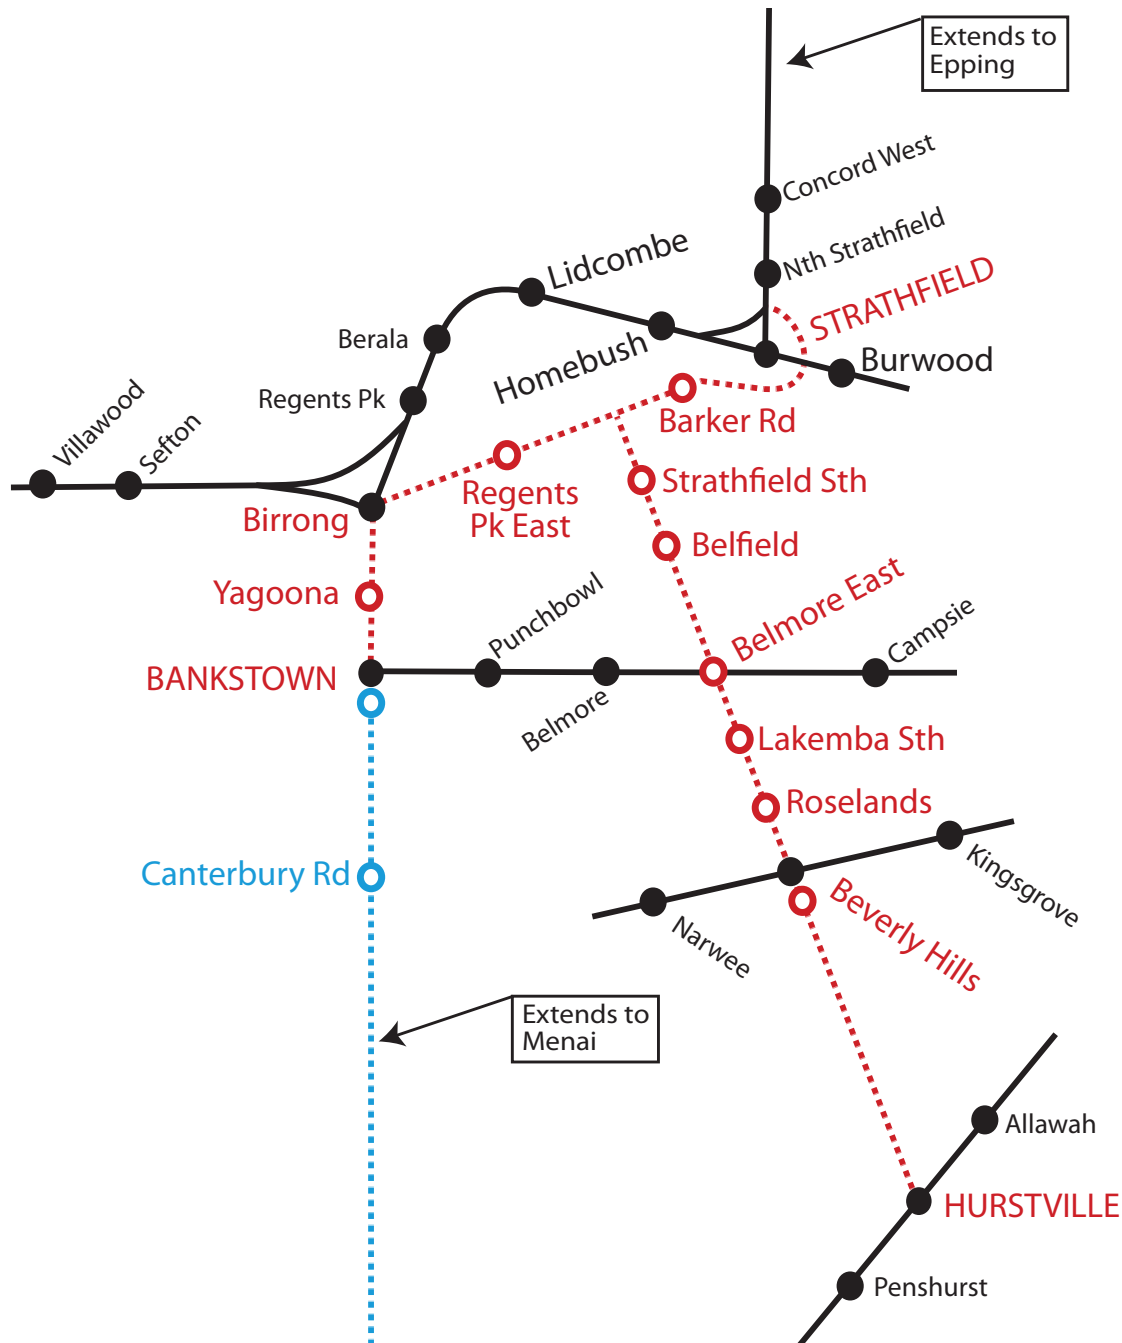 Extends to
Epping
Concord West
Nth Strathfield
STRATHFIELD
Lidcombe
Homebush
Burwood
Berala
Regents Pk
Villawood
Sefton
Barker Rd
Regents
Pk East
Strathfield Sth
Birrong
Belfield
Yagoona
Punchbowl
Belmore East
Campsie
BANKSTOWN
Belmore
Lakemba Sth
Roselands
Canterbury Rd
Kingsgrove
Narwee
Beverly Hills
Extends to
Menai
Allawah
HURSTVILLE
Penshurst